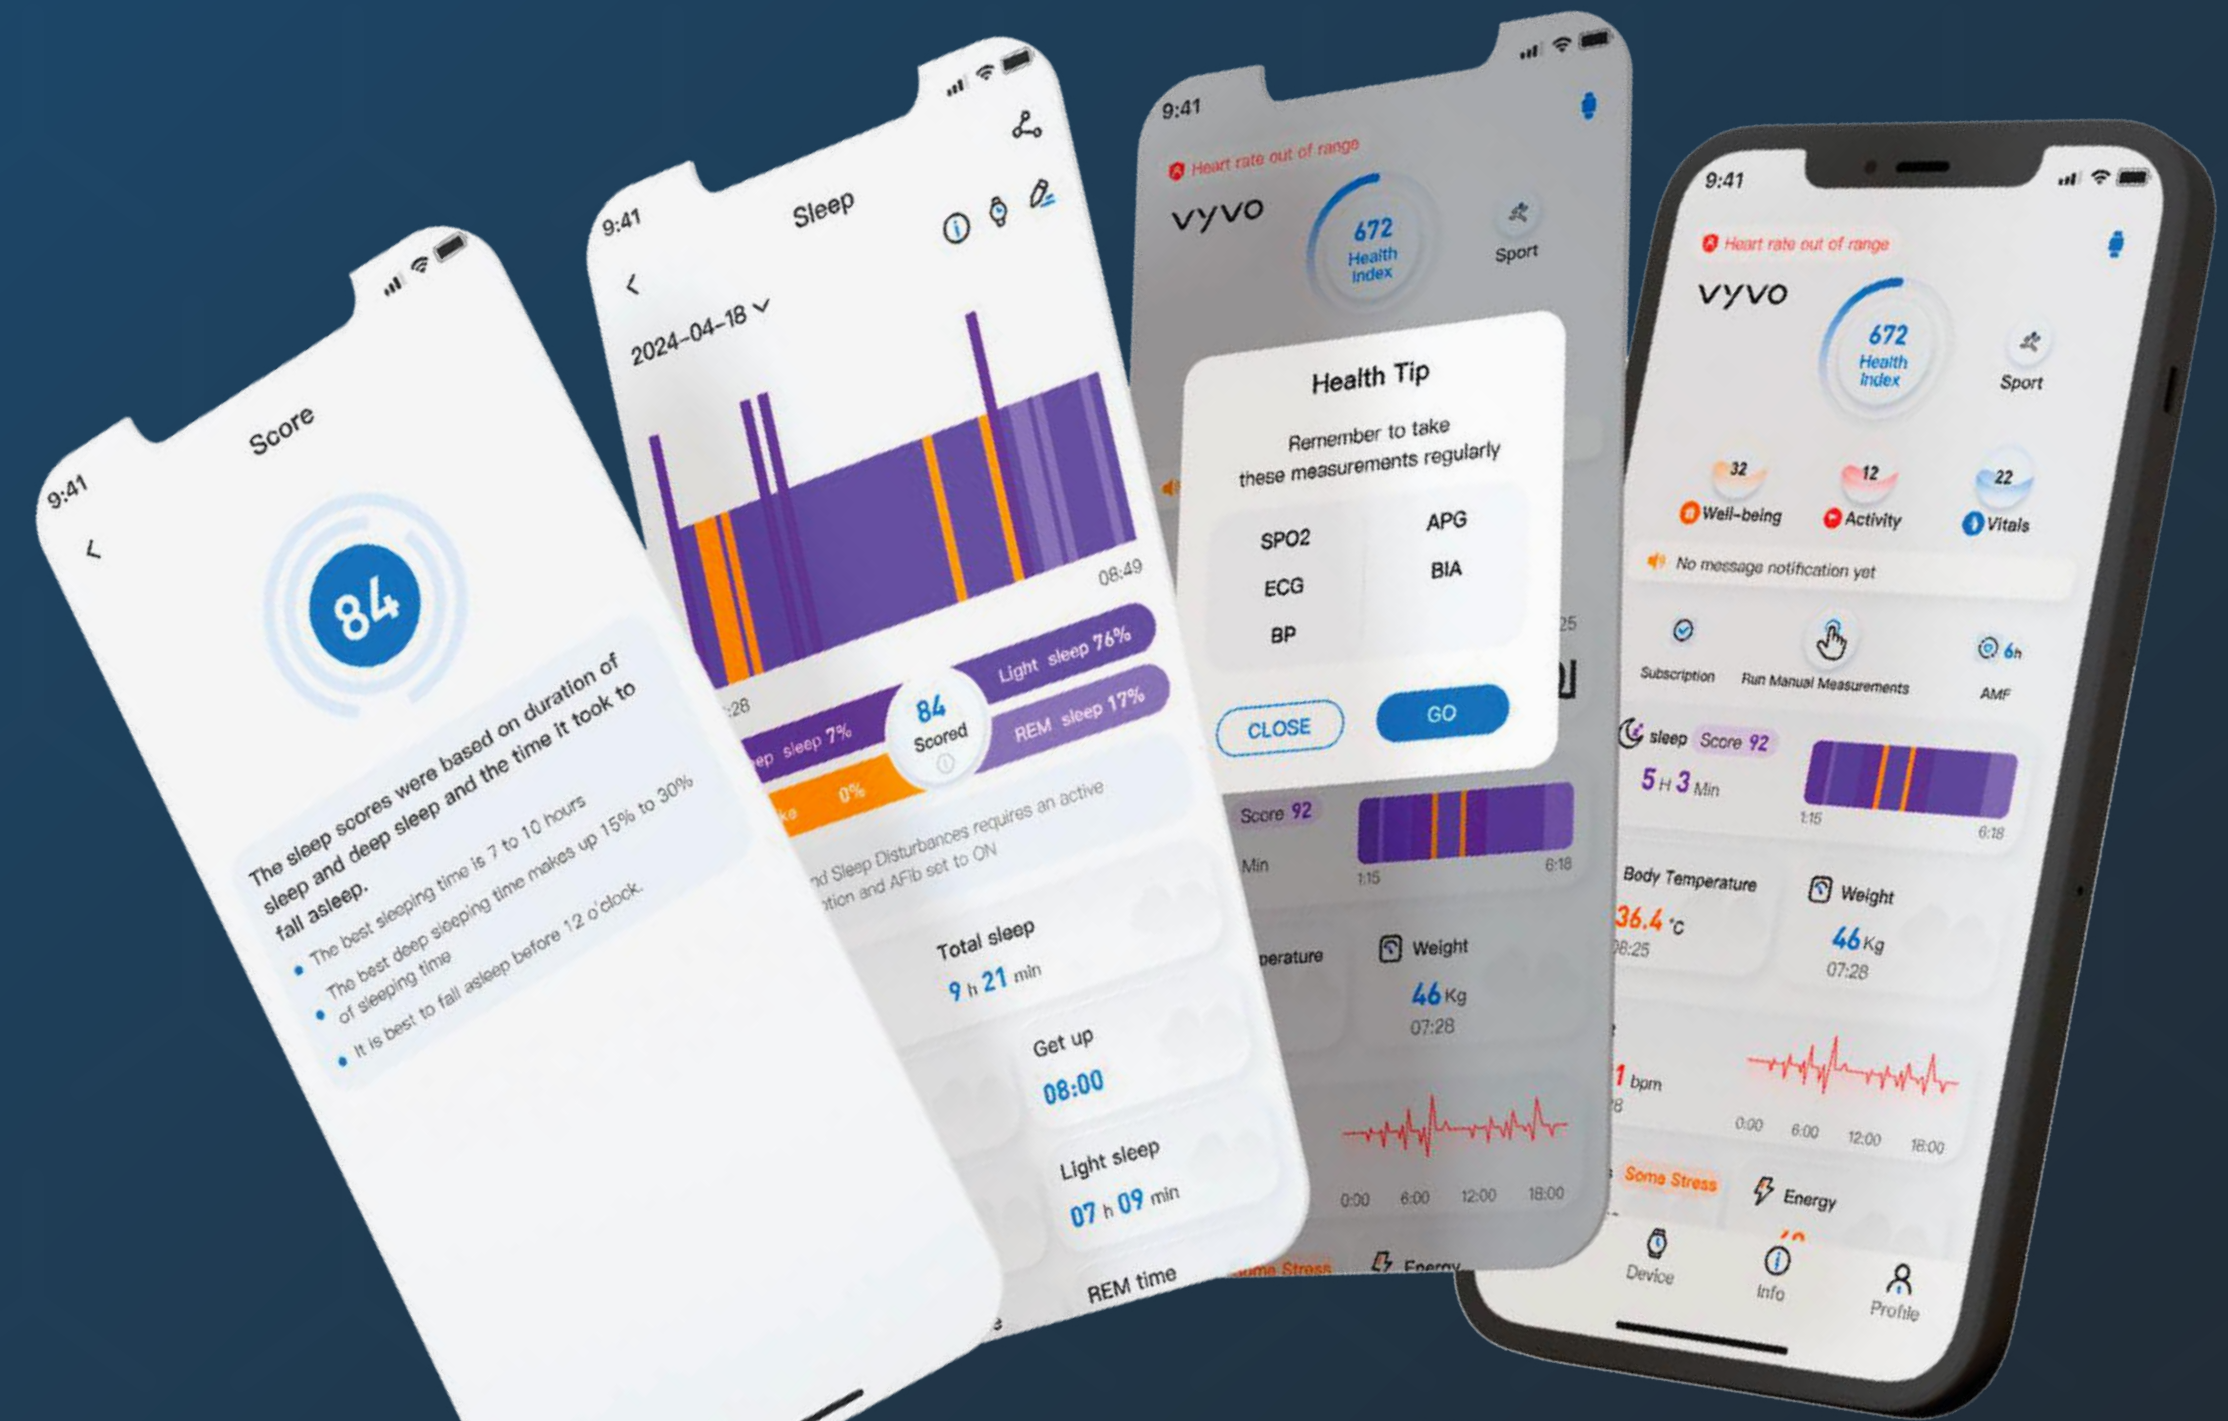 9:41
Score
84
The sleep scores were based on duration of
sleep and deep sleep and the time it took to
fall asleep.
The best sleeping time is 7 to 10 hours
The best deep sleeping time makes up 15% to 30%
of sleeping time
It is best to fall asleep before 12 o'clock.
9:41
Sleep
2024-04-18
:28
08:49
sleep 7%
Light sleep 76%
84
Scored
0%
REM sleep 17%
Sleep Disturbances requires an active
and AFib set to ON
Total sleep
9 h 21 min
Get up
08:00
Light sleep
07 h 09 min
REM time
9:41
Heart rate out of range
vyvo
672
Health
Index
Sport
Health Tip
Remember to take
these measurements regularly
SPO2
APG
ECG
BIA
BP
CLOSE
GO
25
Score 92
Min
1:15
6:18
perature
Weight
46 Kg
07:28
0:00
6:00
12:00
18:00
Some Stress
Energy
9:41
Heart rate out of range
vyvo
672
Health
Index
Sport
32
12
22
Well-being
Activity
Vitals
No message notification yet
6h
Subscription
Run Manual Measurements
AMF
sleep Score 92
5 H 3 Min
1:15
6:18
Body Temperature
36.4 °C
08:25
Weight
46 Kg
07:28
1 bpm
8
0:00
6:00
12:00
18:00
Some Stress
Energy
Device
Info
Profile